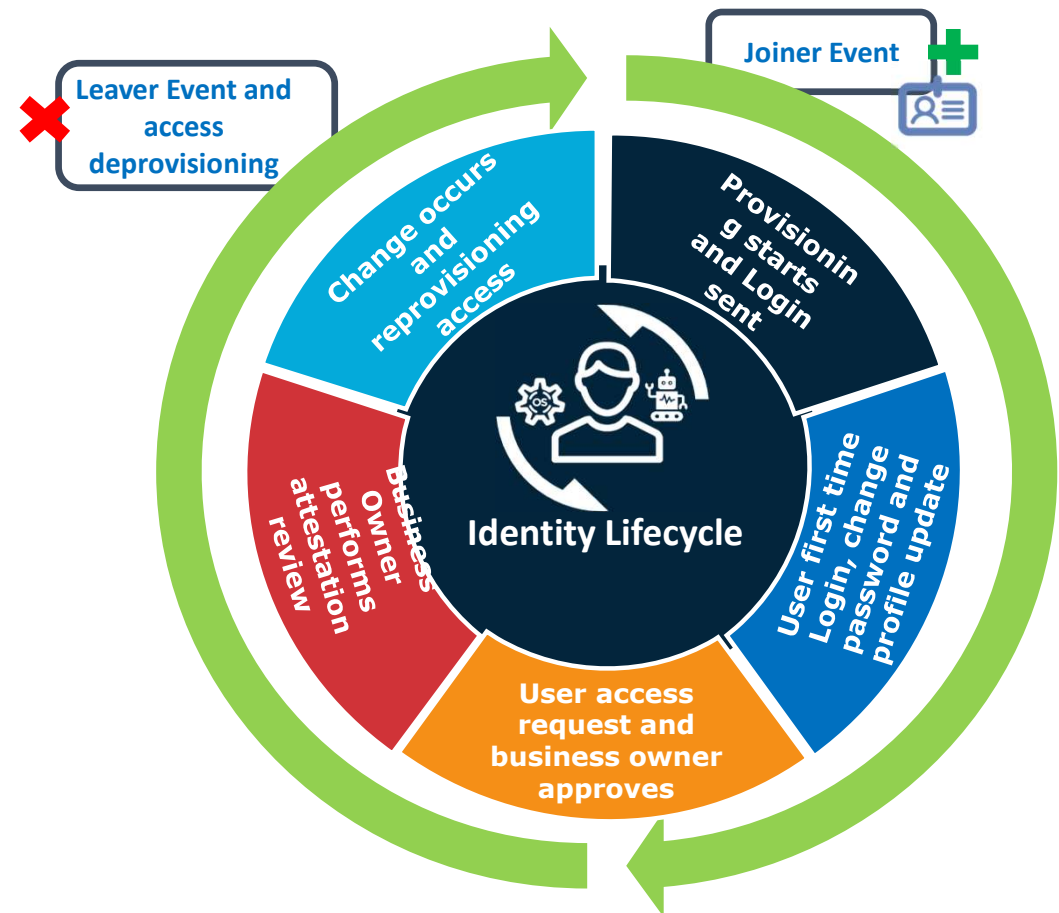 Leaver Event and
access
deprovisioning
Joiner Event
Provisionin
g starts
and Login
sent
User first time
Login, change
password and
profile update
User access
request and
business owner
approves
Business
Owner
performs
attestation
review
Change occurs
and
reprovisioning
access
OS
Identity Lifecycle